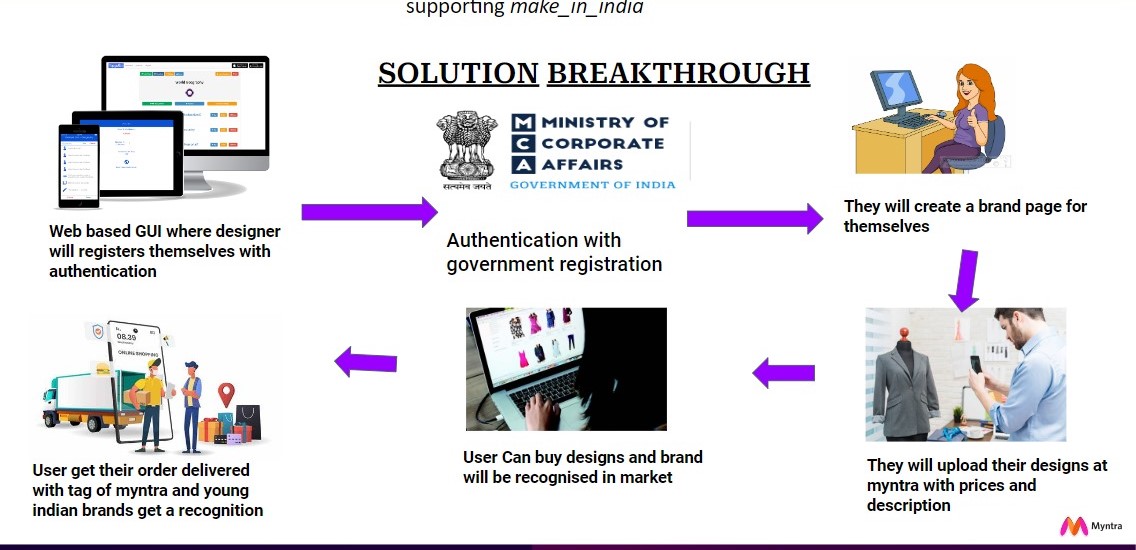 supporting make_in_india
SOLUTION BREAKTHROUGH
MINISTRY OF
CORPORATE
AFFAIRS
GOVERNMENT OF INDIA
सत्यमेव जयते
M
C
A
Web based GUI where designer
will registers themselves with
authentication
Authentication with
government registration
They will create a brand page for
themselves
08.39
ONLINE SHOPPING
User get their order delivered
with tag of myntra and young
indian brands get a recognition
User Can buy designs and brand
will be recognised in market
They will upload their designs at
myntra with prices and
description
Myntra